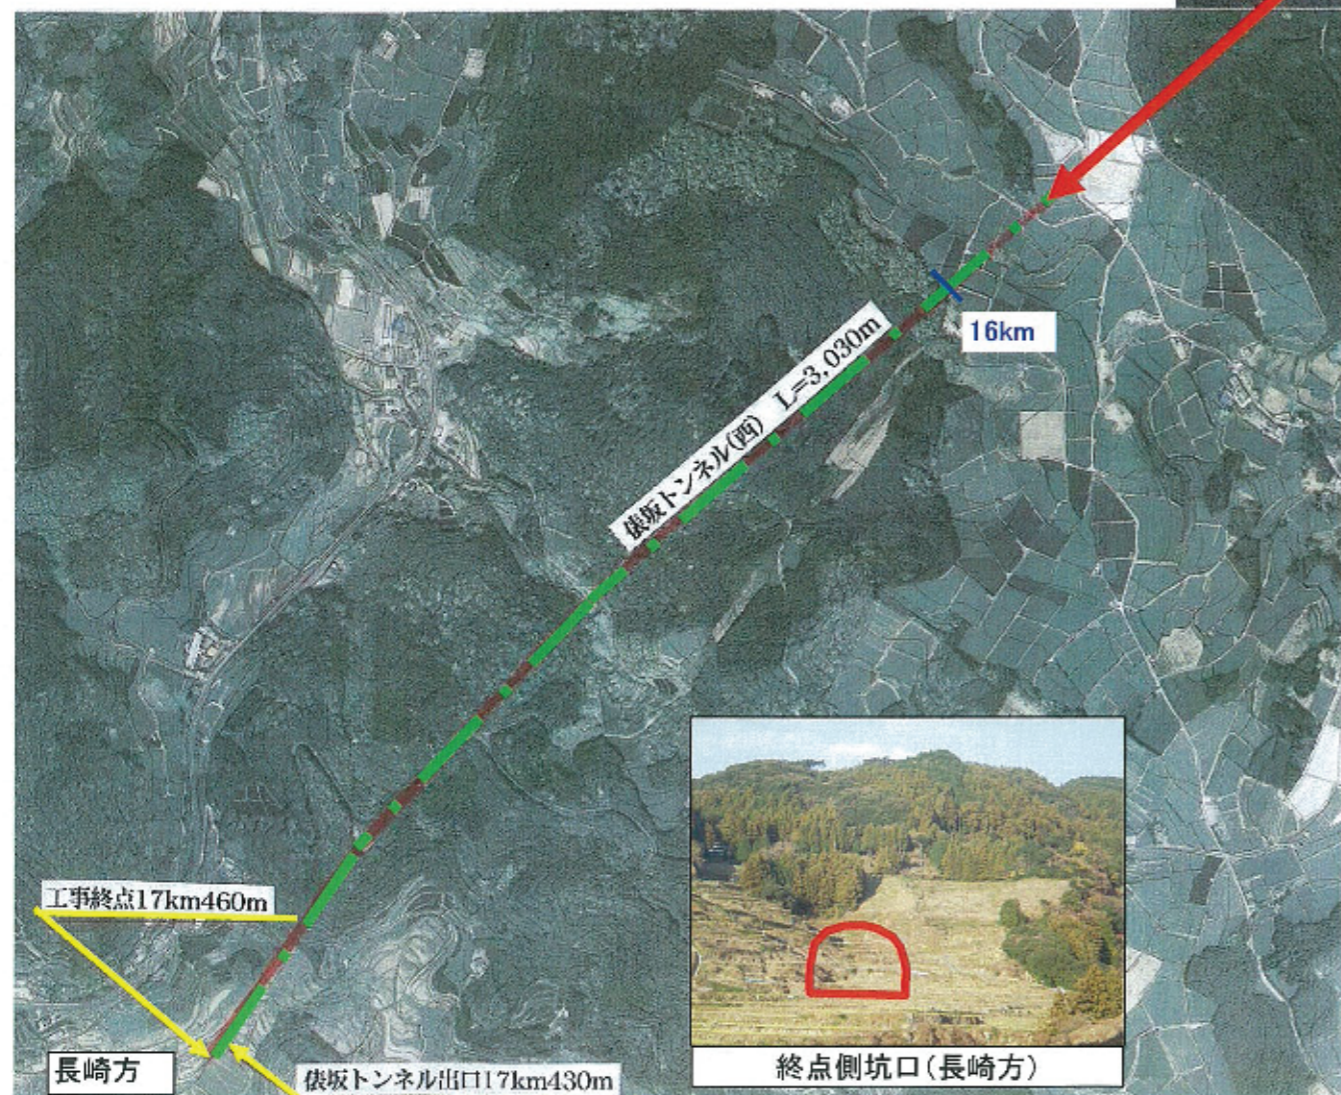 16km
俵坂トンネル(西) L=3,030m
工事終点17km460m
長崎方
俵坂トンネル出口17km430m
終点側坑口(長崎方)